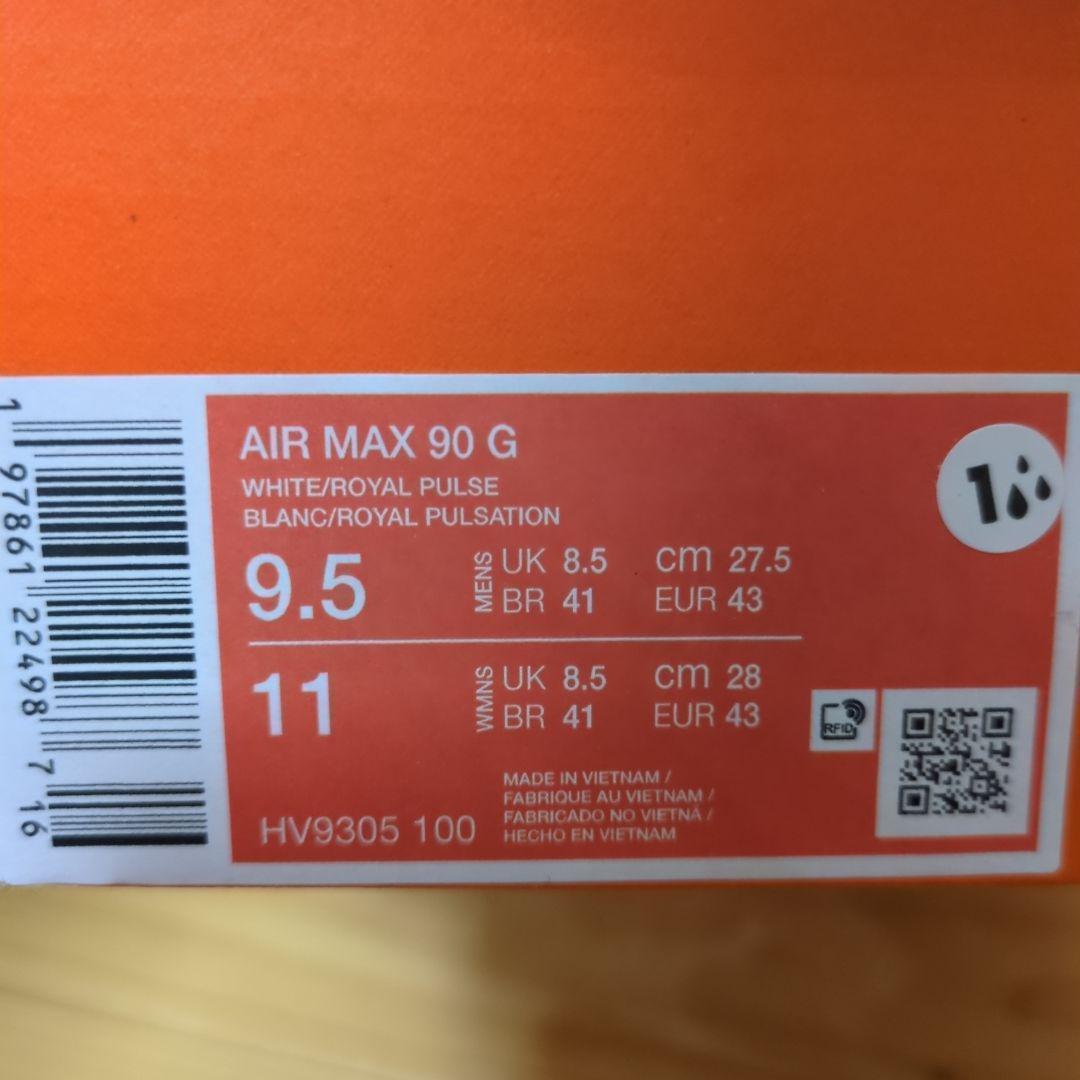 AIR MAX 90 G
WHITE/ROYAL PULSE
BLANC/ROYAL PULSATION
9.5 MENS UK 8.5 cm 27.5
BR 41 EUR 43
11 WMNS UK 8.5 cm 28
BR 41 EUR 43
MADE IN VIETNAM /
FABRIQUE AU VIETNAM /
FABRICADO NO VIETNÃ /
HECHO EN VIETNAM
HV9305 100
RFID
1
1 97861 22498 7 16